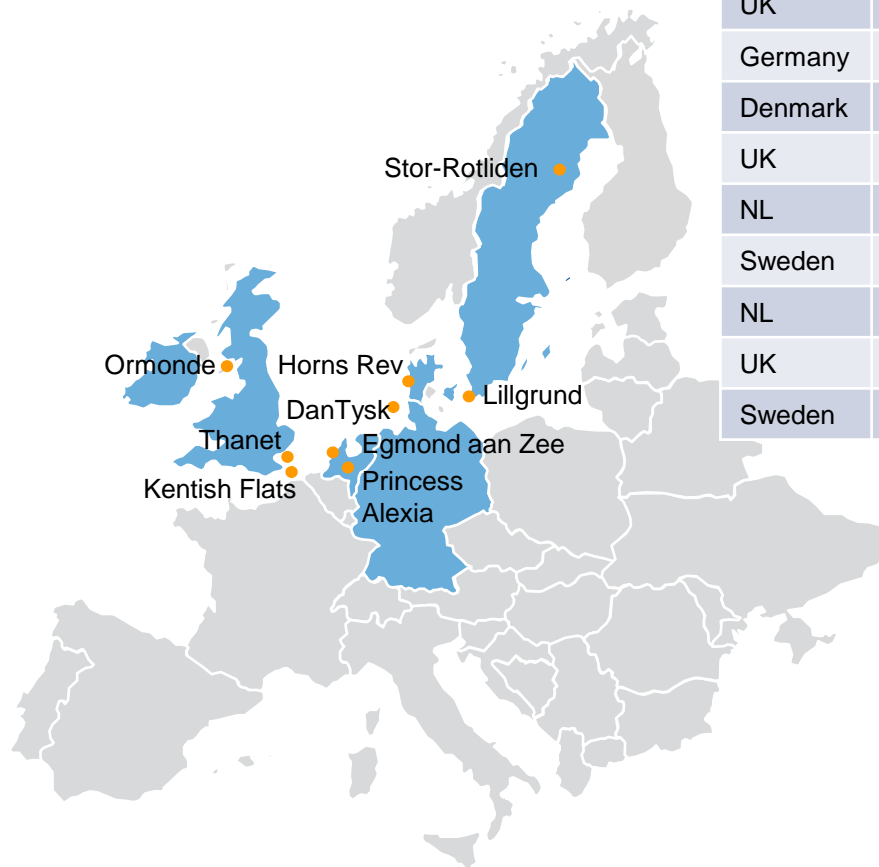 UK
Germany
Denmark
UK
NL
Sweden
NL
UK
Sweden
Stor-Rotliden
Ormonde
Horns Rev
DanTysk
Lillgrund
Thanet
Egmond aan Zee
Kentish Flats
Princess
Alexia